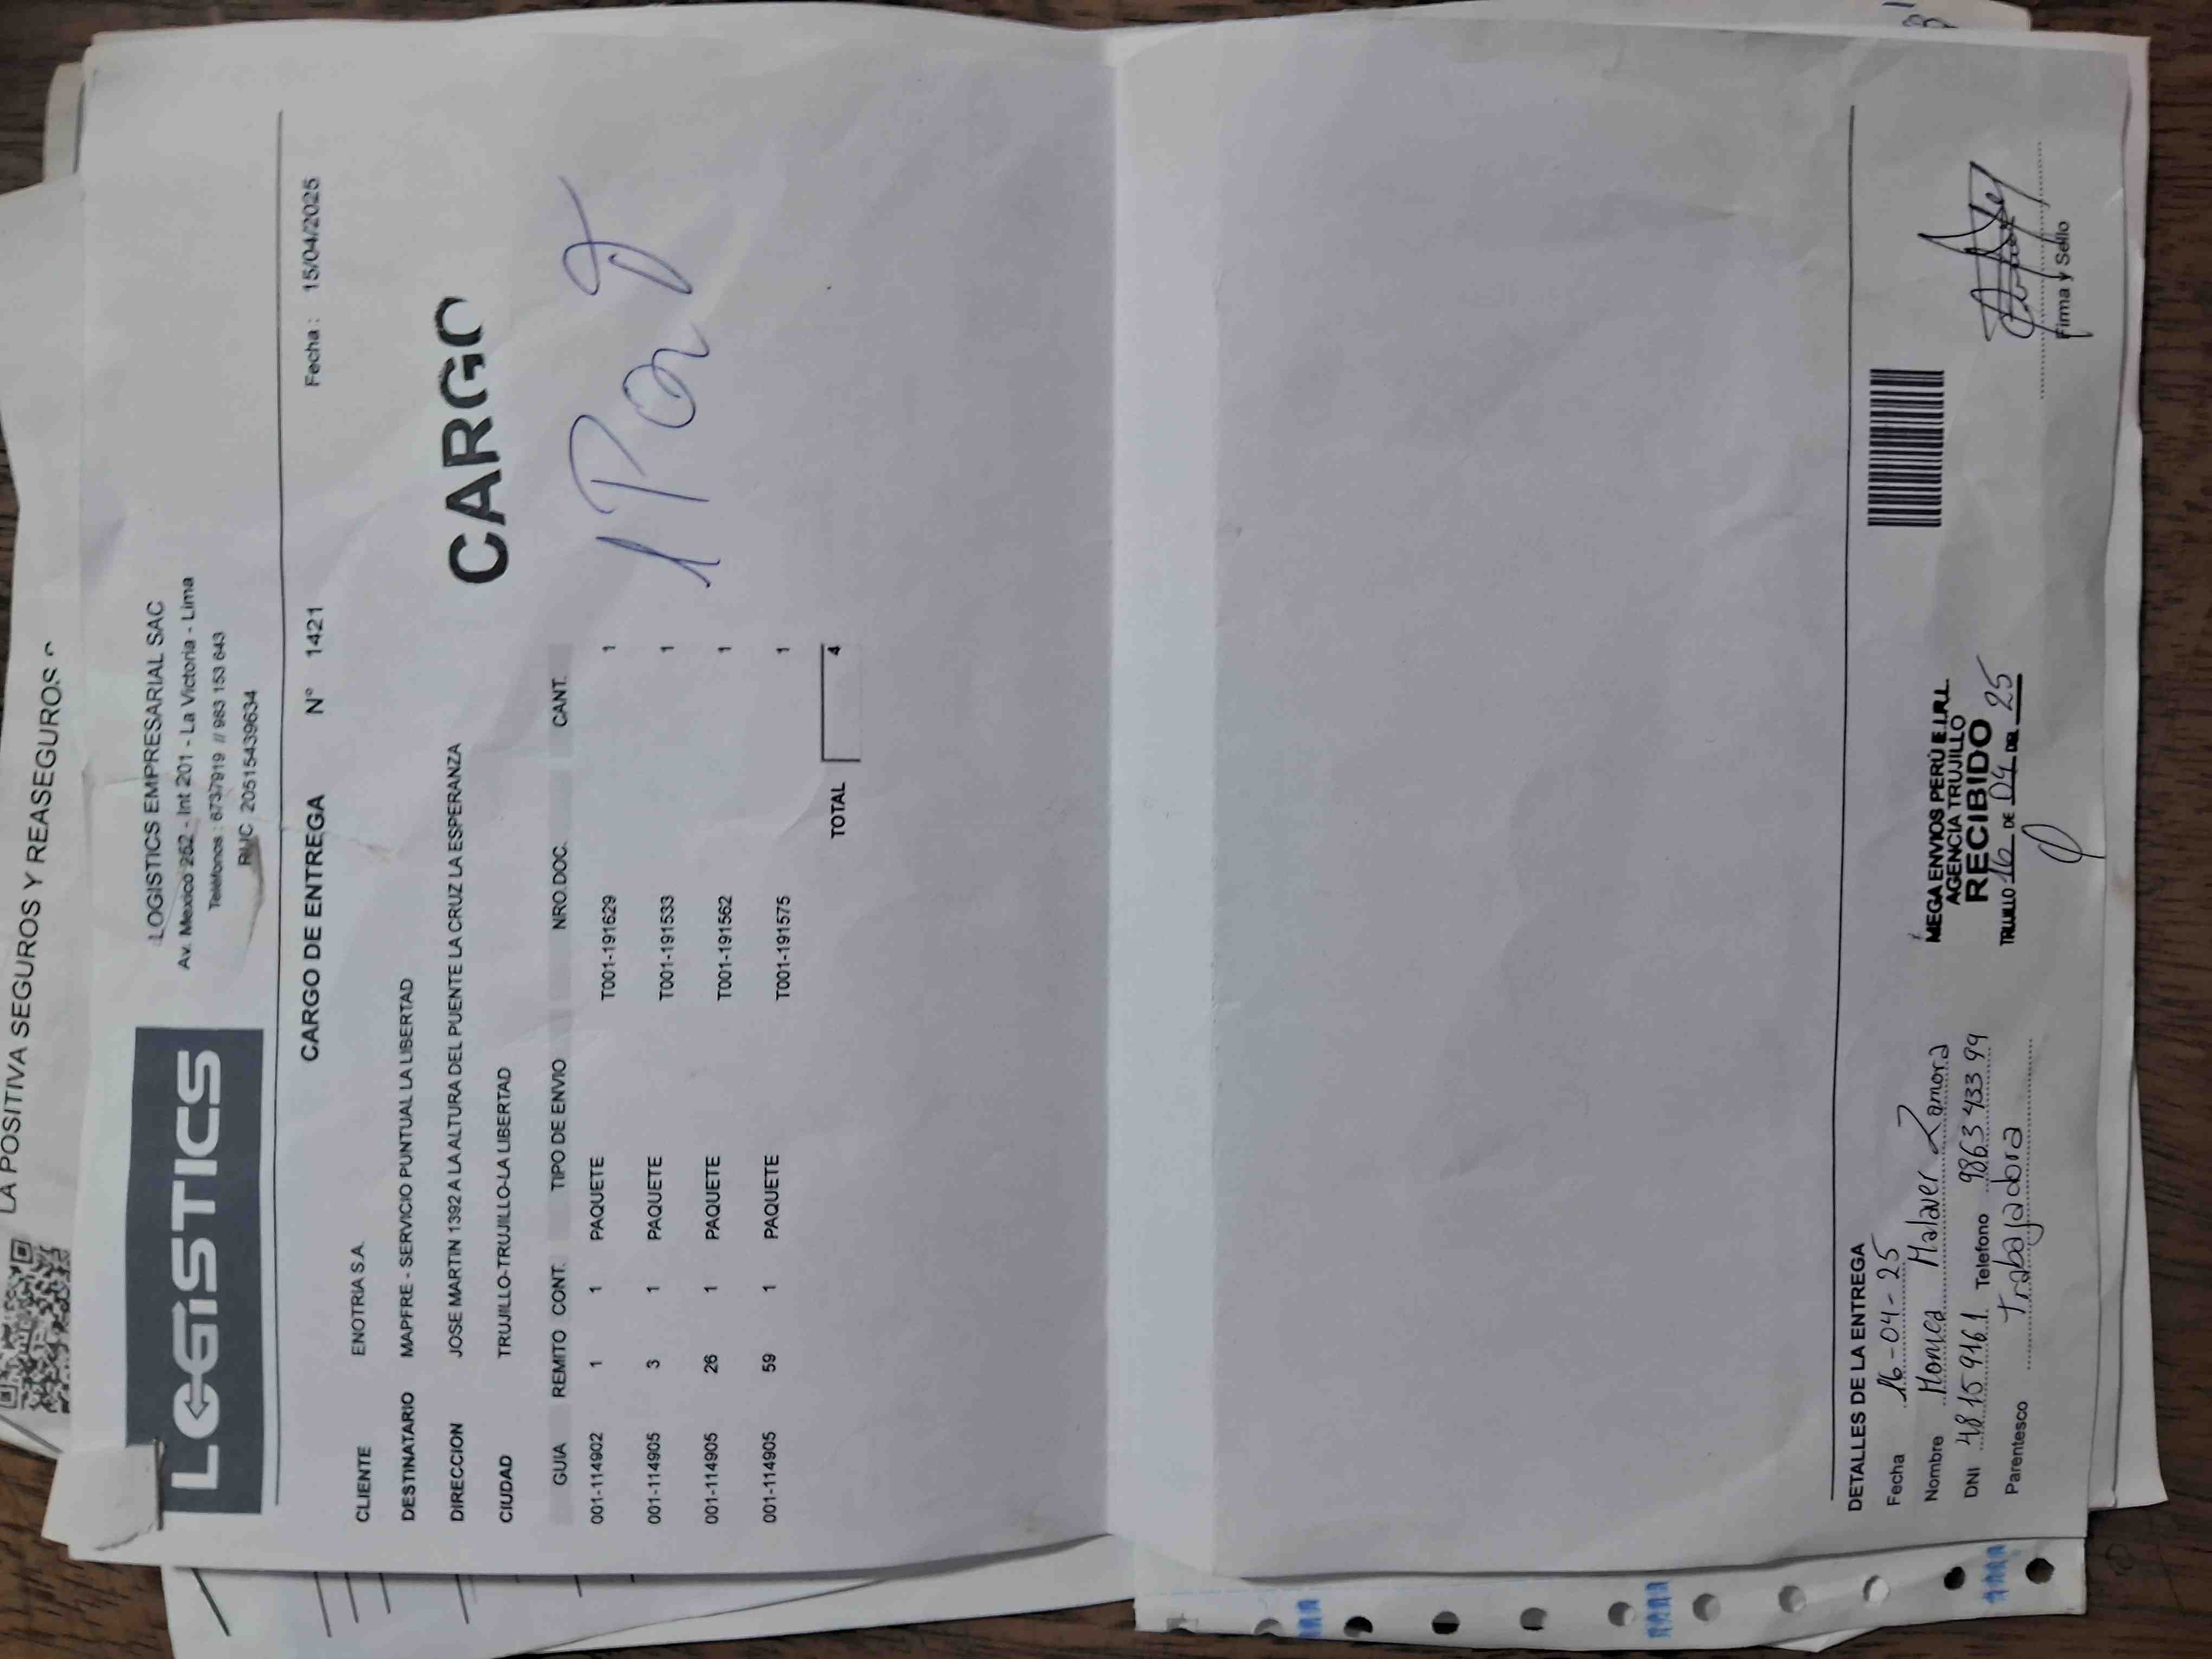 LA POSITIVA SEGUROS Y REASEGUROS
LOGISTICS
LOGISTICS EMPRESARIAL SAC
Av. Mexico 262 - Int 201 - La Victoria - Lima
Teléfonos : 6737919 // 983 153 643
RUC 20515439634
CARGO DE ENTREGA N° 1421 Fecha : 15/04/2025
CLIENTE ENOTRIA S.A.
DESTINATARIO MAPFRE - SERVICIO PUNTUAL LA LIBERTAD
DIRECCION JOSE MARTIN 1392 A LA ALTURA DEL PUENTE LA CRUZ LA ESPERANZA
CARGO
CIUDAD TRUJILLO-TRUJILLO-LA LIBERTAD
GUIA REMITO CONT. TIPO DE ENVIO NRO.DOC. CANT.
001-114902 1 1 PAQUETE T001-191629 1
001-114905 3 1 PAQUETE T001-191533 1
001-114905 26 1 PAQUETE T001-191562 1
001-114905 59 1 PAQUETE T001-191575 1
TOTAL 4
DETALLES DE LA ENTREGA
Fecha 16-04-25
Nombre Monica Malaver Zamora
DNI 48159161 Telefono 986343399
Parentesco trabajadora
MEGA ENVIOS PERÚ E.I.R.L.
AGENCIA TRUJILLO
RECIBIDO
TRUJILLO 16 DE 04 DEL 25
Firma y Sello